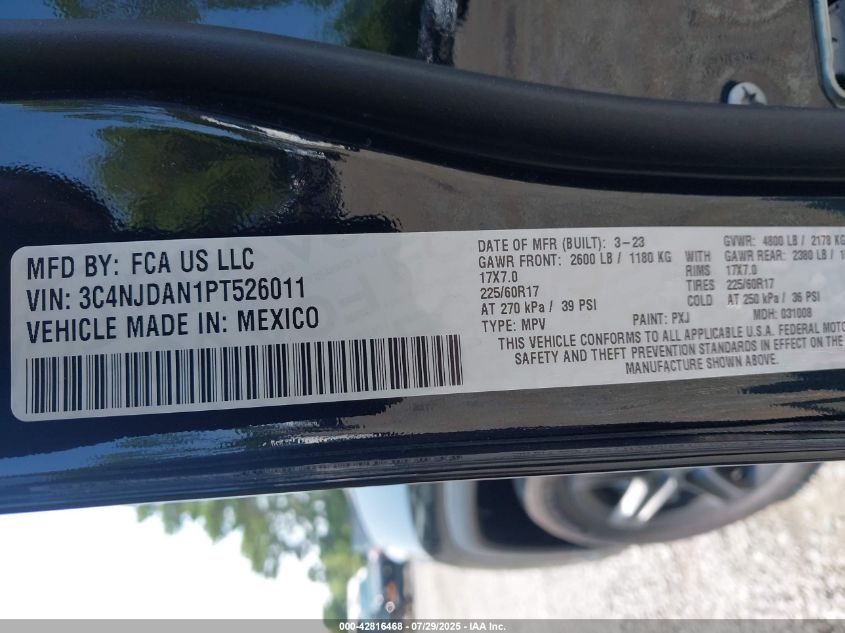 MFD BY: FCA US LLC
VIN: 3C4NJDAN1PT526011
VEHICLE MADE IN: MEXICO
DATE OF MFR (BUILT): 3-23 GVWR: 4800 LB / 2178 KG
GAWR FRONT: 2600 LB / 1180 KG WITH GAWR REAR: 2380 LB /
17X7.0 RIMS 17X7.0
225/60R17 TIRES 225/60R17
AT 270 kPa / 39 PSI COLD AT 250 kPa / 36 PSI
TYPE: MPV PAINT: PXJ MDH: 031008
THIS VEHICLE CONFORMS TO ALL APPLICABLE U.S.A. FEDERAL
SAFETY AND THEFT PREVENTION STANDARDS IN EFFECT ON THE
MANUFACTURE SHOWN ABOVE.
000-42816468 - 07/29/2025 - IAA Inc.